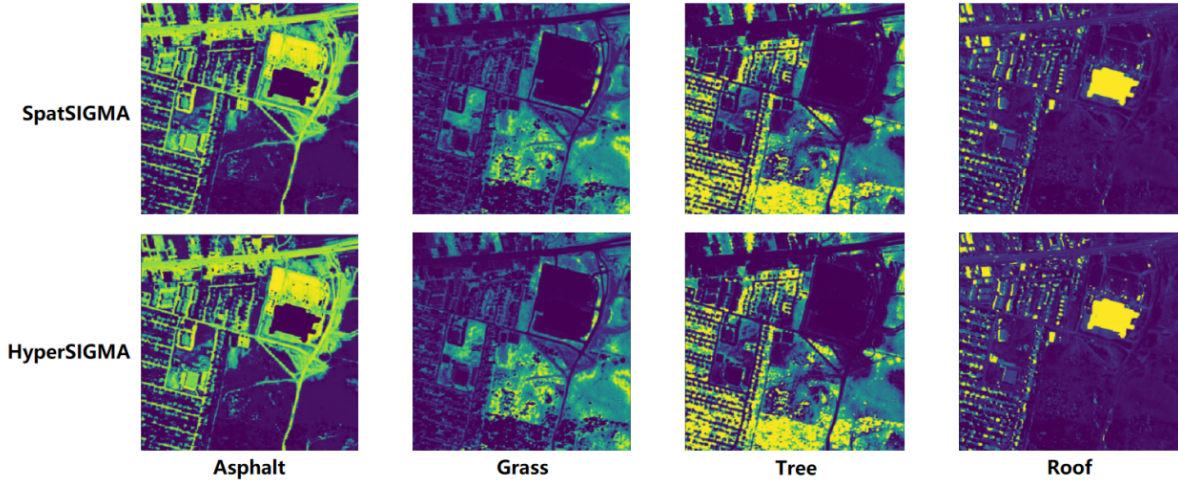 SpatSIGMA
HyperSIGMA
Asphalt
Grass
Tree
Roof